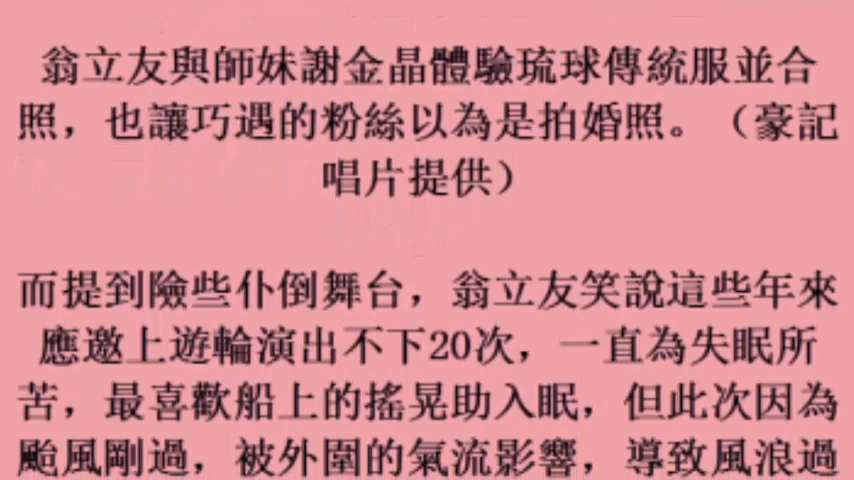 翁立友與師妹謝金晶體驗琉球傳統服並合
照，也讓巧遇的粉絲以為是拍婚照。（豪記
唱片提供）
而提到險些仆倒舞台，翁立友笑說這些年來
應邀上遊輪演出不下20次，一直為失眠所
苦，最喜歡船上的搖晃助入眠，但此次因為
颱風剛過，被外圍的氣流影響，導致風浪過